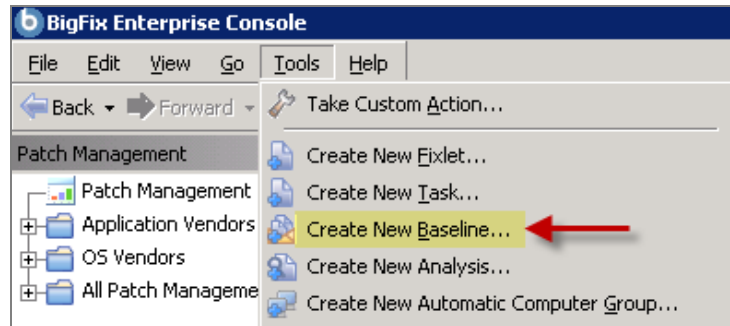 BigFix Enterprise Console
File Edit View Go Tools Help
Back Forward
Take Custom Action...
Patch Management
Create New Fixlet...
Patch Management
Create New Task...
Application Vendors
Create New Baseline...
OS Vendors
Create New Analysis...
All Patch Manageme
Create New Automatic Computer Group...